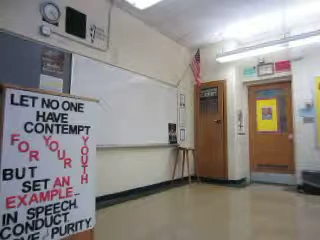 LET NO ONE
HAVE
CONTEMPT
FOR YOUR
YOUTH
BUT
SET AN
EXAMPLE...
IN SPEECH.
CONDUCT.
PURITY.